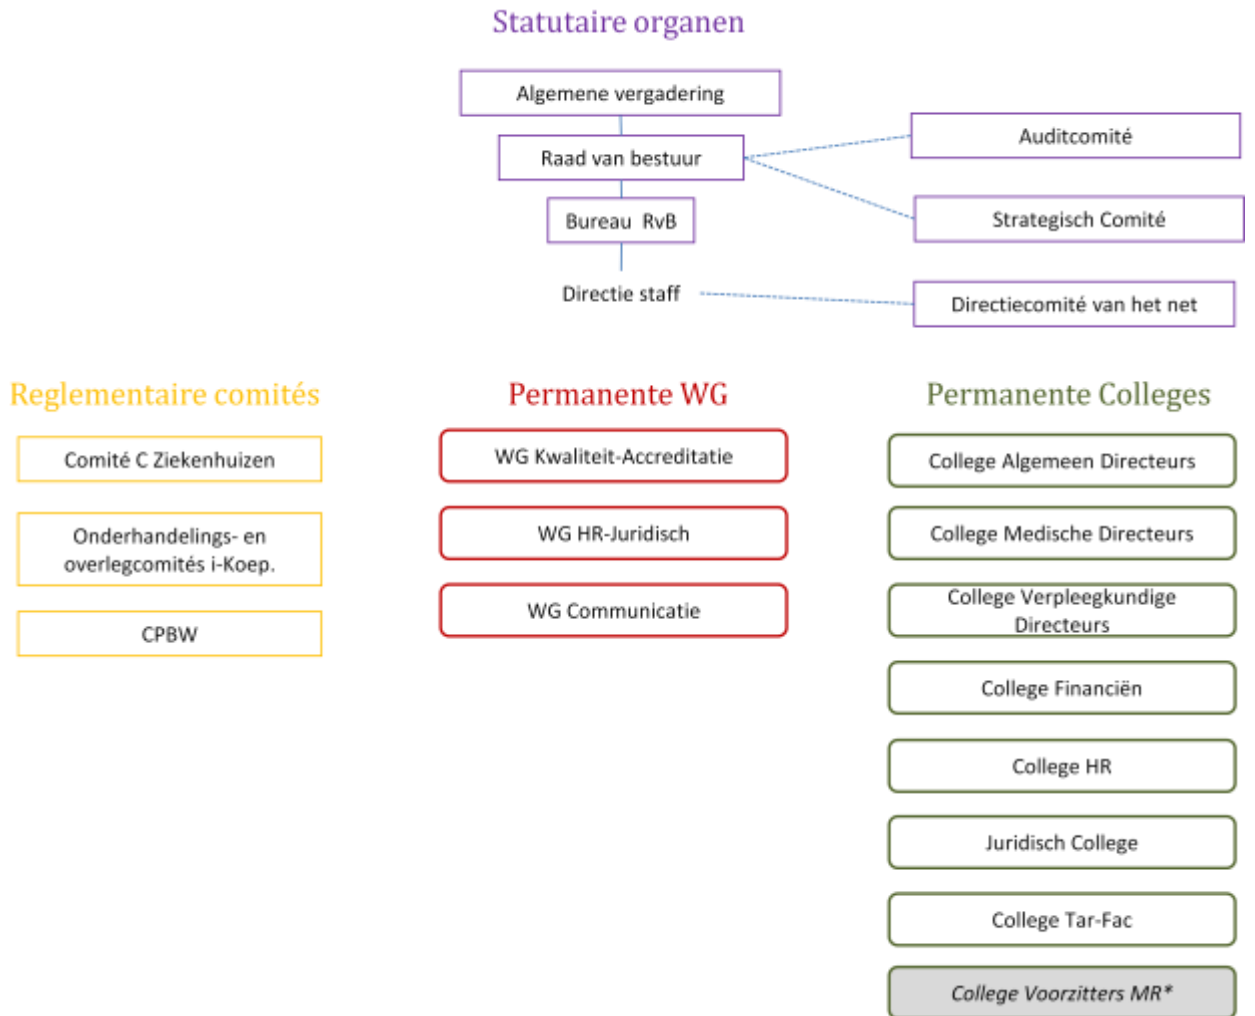 Statutaire organen
Algemene vergadering
Raad van bestuur
Bureau  RvB
Directie staff
Auditcomité
Strategisch Comité
Directiecomité van het net
Reglementaire comités
Comité C Ziekenhuizen
Onderhandelings- en
overlegcomités i-Koep.
CPBW
Permanente WG
WG Kwaliteit-Accreditatie
WG HR-Juridisch
WG Communicatie
Permanente Colleges
College Algemeen Directeurs
College Medische Directeurs
College Verpleegkundige
Directeurs
College Financiën
College HR
Juridisch College
College Tar-Fac
College Voorzitters MR*